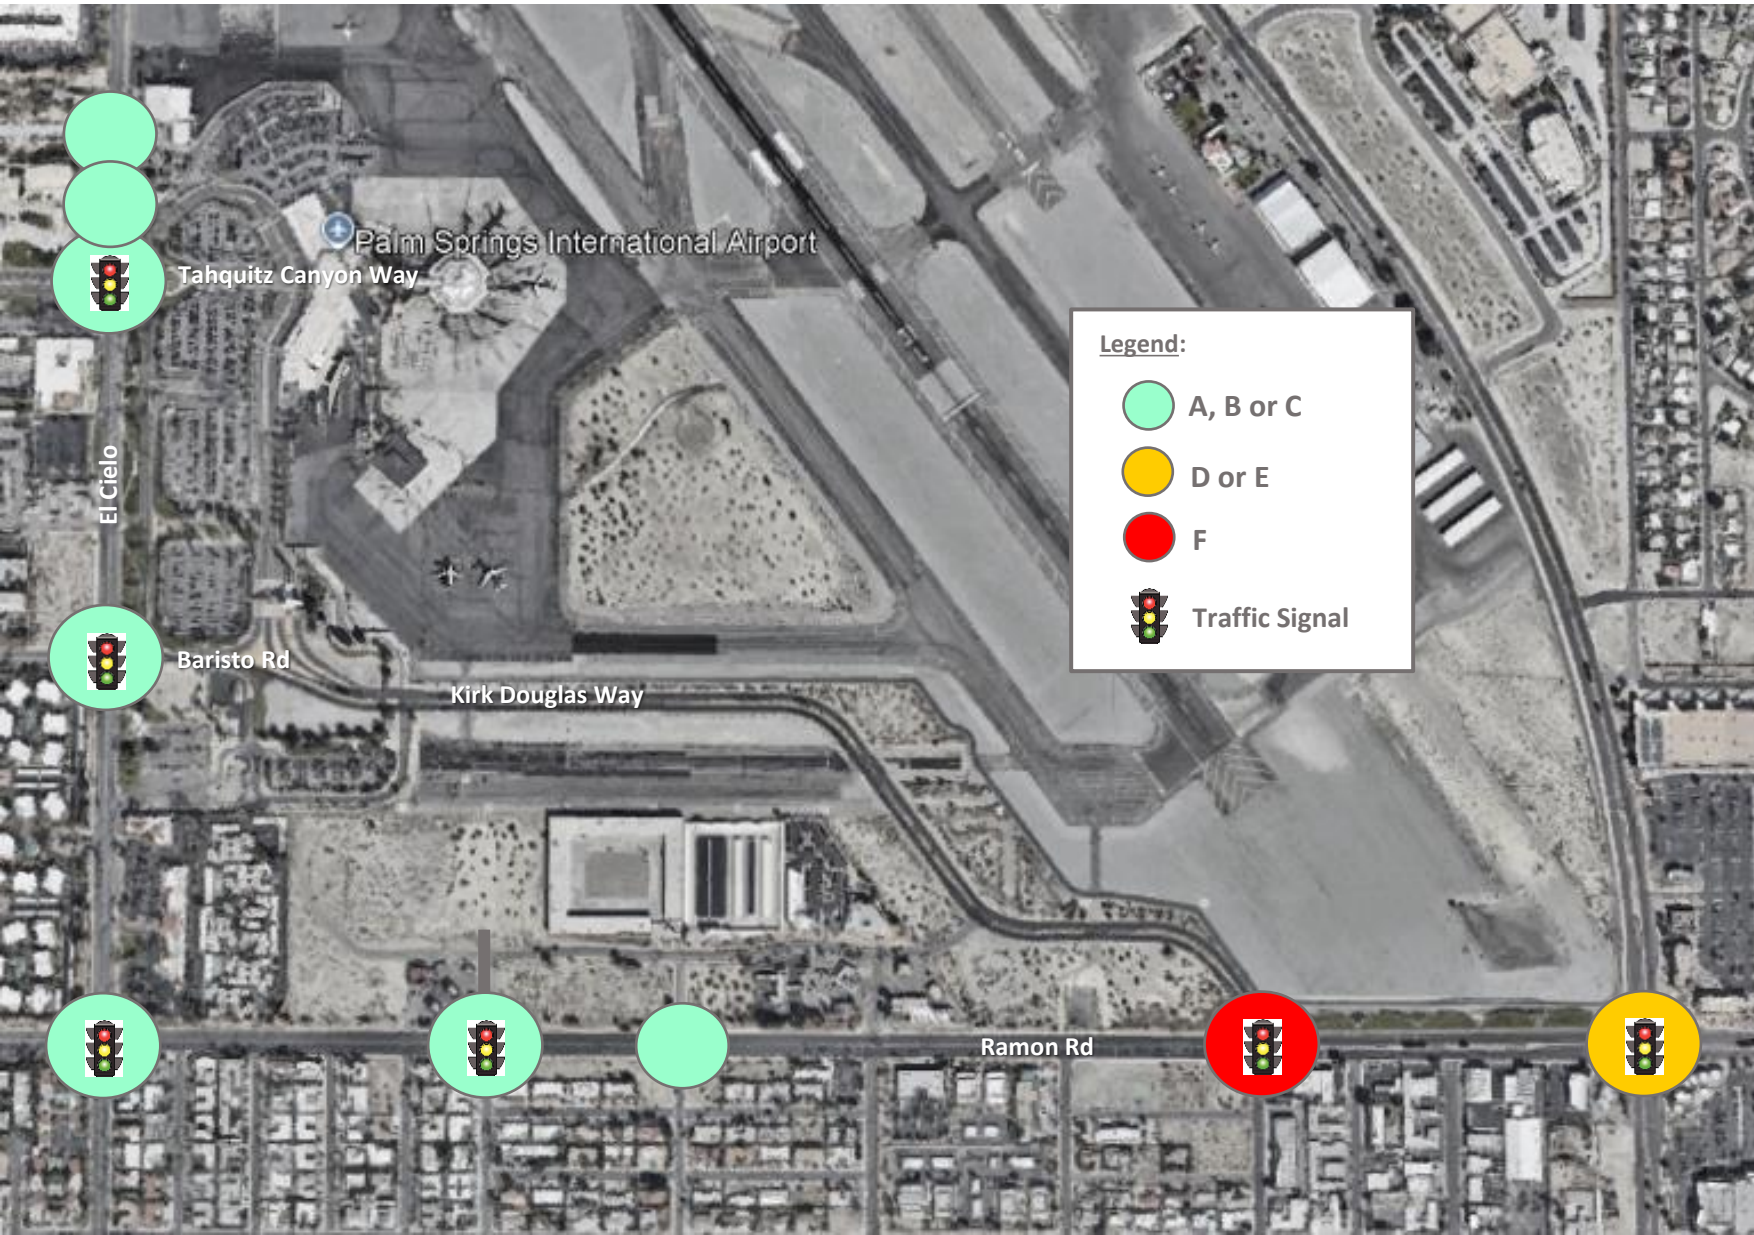 Palm Springs International Airport
Tahquitz Canyon Way
Legend:
A, B or C
D or E
F
Traffic Signal
El Cielo
Baristo Rd
Kirk Douglas Way
Ramon Rd